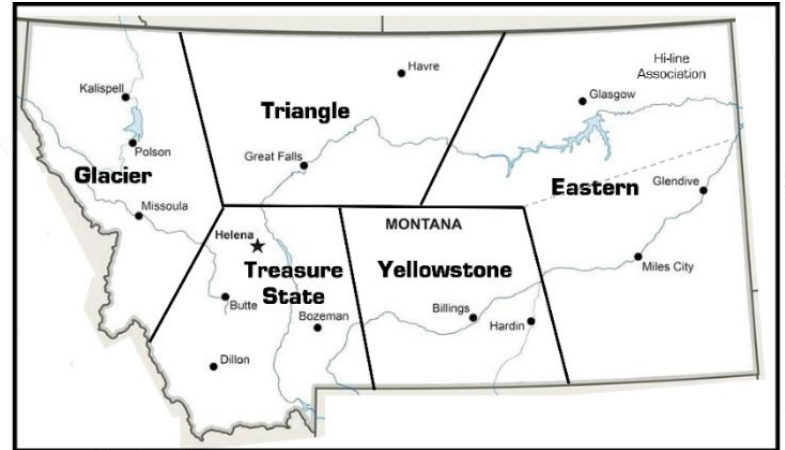 Hi-line
Association
Havre
Kalispell
Glasgow
Triangle
Polson
Great Falls
Glacier
Eastern
Glendive
Missoula
MONTANA
Helena
Treasure
State
Yellowstone
Miles City
Butte
Billings
Bozeman
Hardin
Dillon